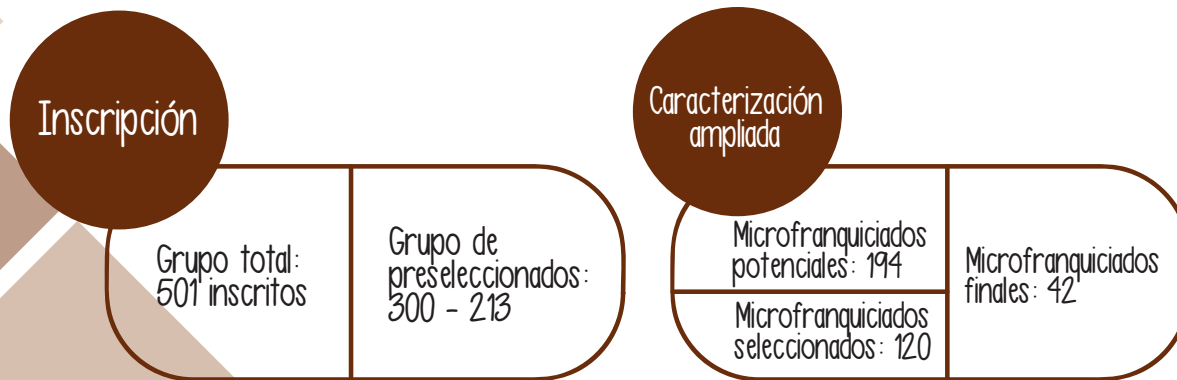 Inscripción
Grupo total:
501 inscritos
Grupo de
preseleccionados:
300 - 213
Caracterización
ampliada
Microfranquiciados
potenciales: 194
Microfranquiciados
seleccionados: 120
Microfranquiciados
finales: 42